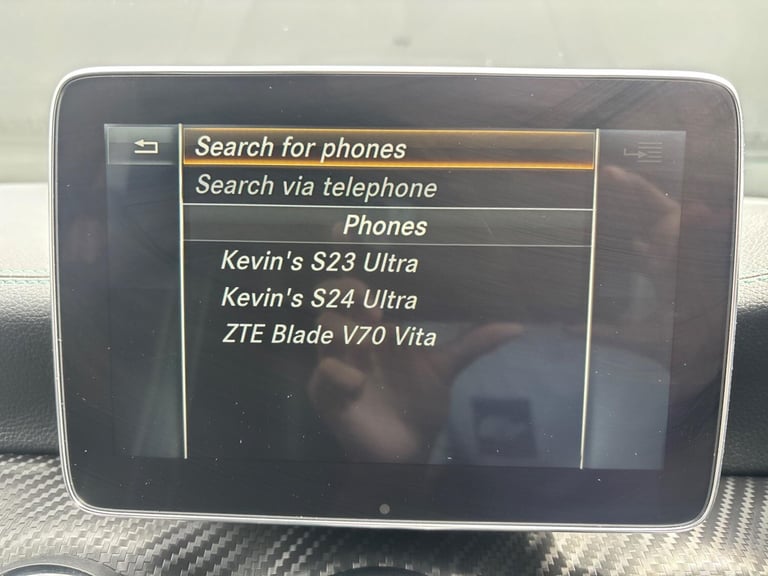 Search for phones
Search via telephone
Phones
Kevin's S23 Ultra
Kevin's S24 Ultra
ZTE Blade V70 Vita